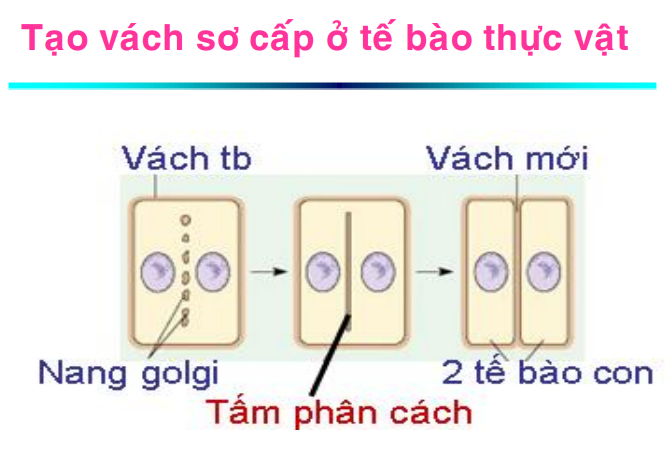 Tạo vách sơ cấp ở tế bào thực vật
Vách tb
Vách mới
Nang golgi
2 tế bào con
Tấm phân cách